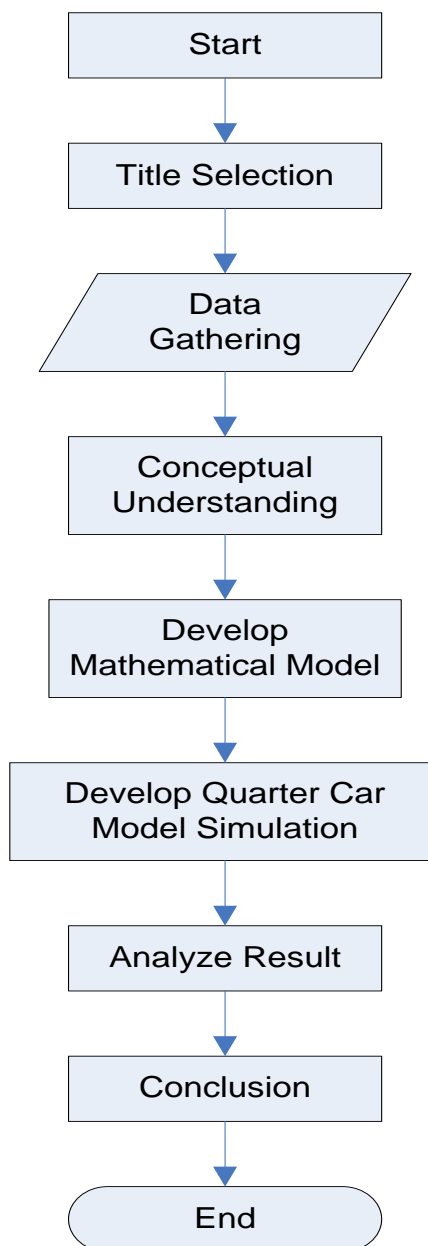 Start
Title Selection
Data
Gathering
Conceptual
Understanding
Develop
Mathematical Model
Develop Quarter Car
Model Simulation
Analyze Result
Conclusion
End